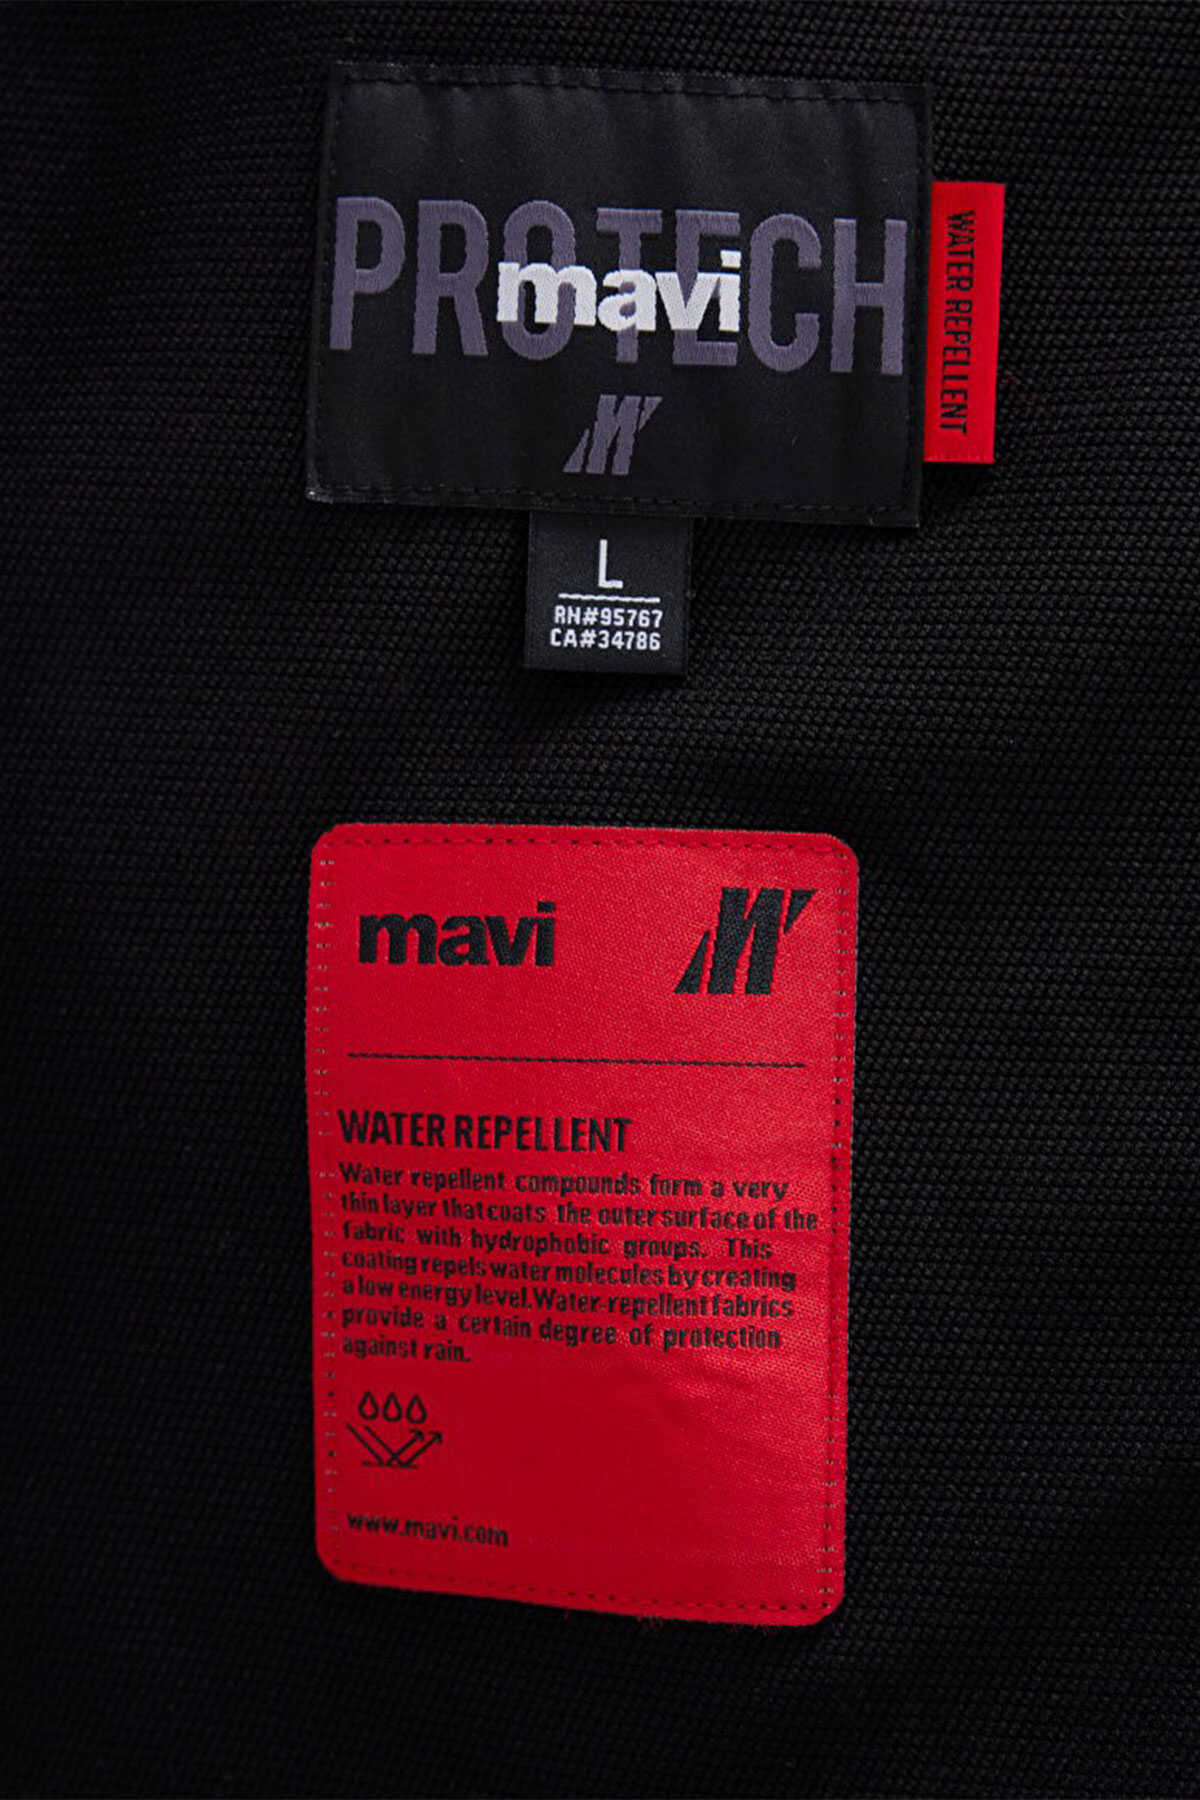 PROTECH
mavi
WATER REPELLENT
L
RN#95767
CA#34786
mavi
WATER REPELLENT
Water repellent compounds form a very
thin layer that coats the outer surface of the
fabric with hydrophobic groups. This
coating repels water molecules by creating
a low energy level. Water-repellent fabrics
provide a certain degree of protection
against rain.
www.mavi.com